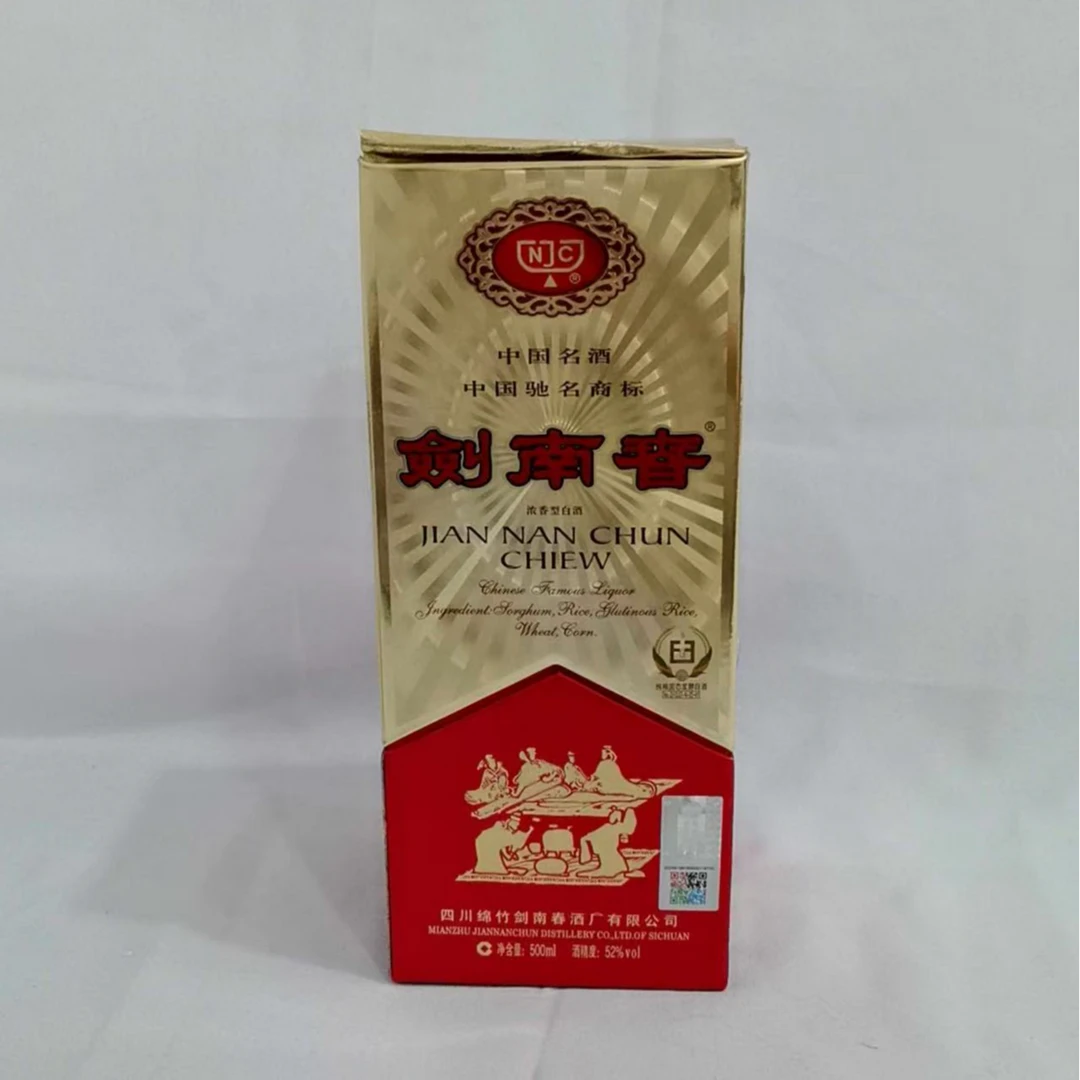 NJC
®
中国名酒
中国驰名商标
劍南春®
浓香型白酒
JIAN NAN CHUN
CHIEW
Chinese Famous Liquor
Ingredient:Sorghum, Rice, Glutinous Rice,
Wheat, Corn.
四川绵竹剑南春酒厂有限公司
MIANZHU JIANNANCHUN DISTILLERY CO.,LTD.OF SICHUAN
净含量: 500ml 酒精度: 52%vol